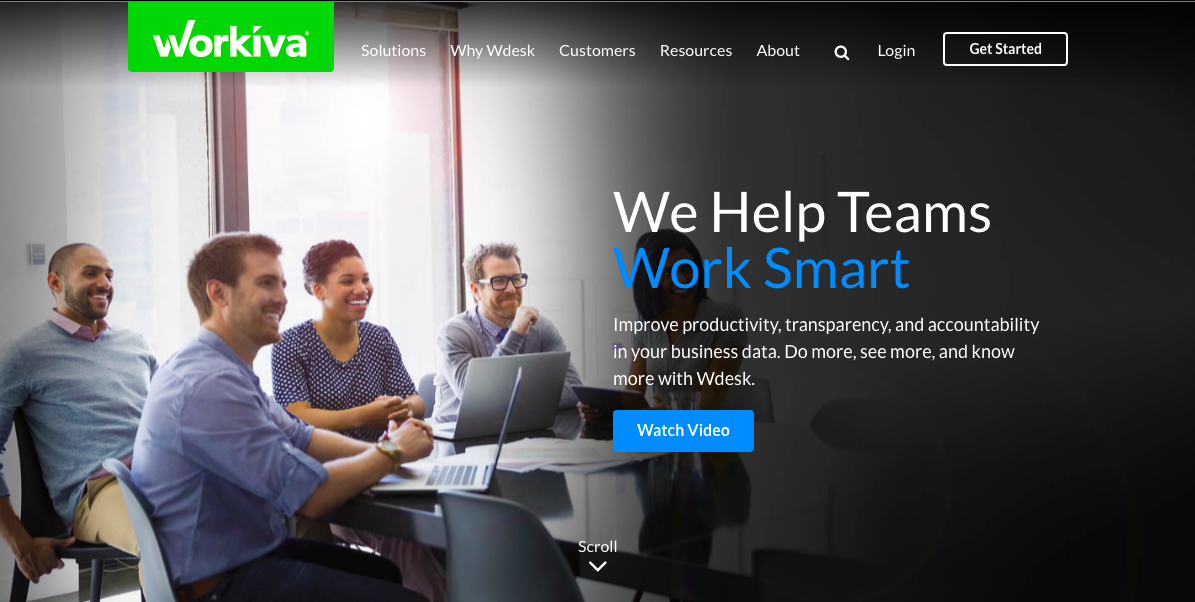 workiva
Solutions Why Wdesk Customers Resources About Login Get Started
We Help Teams
Work Smart
Improve productivity, transparency, and accountability
in your business data. Do more, see more, and know
more with Wdesk.
Watch Video
Scroll